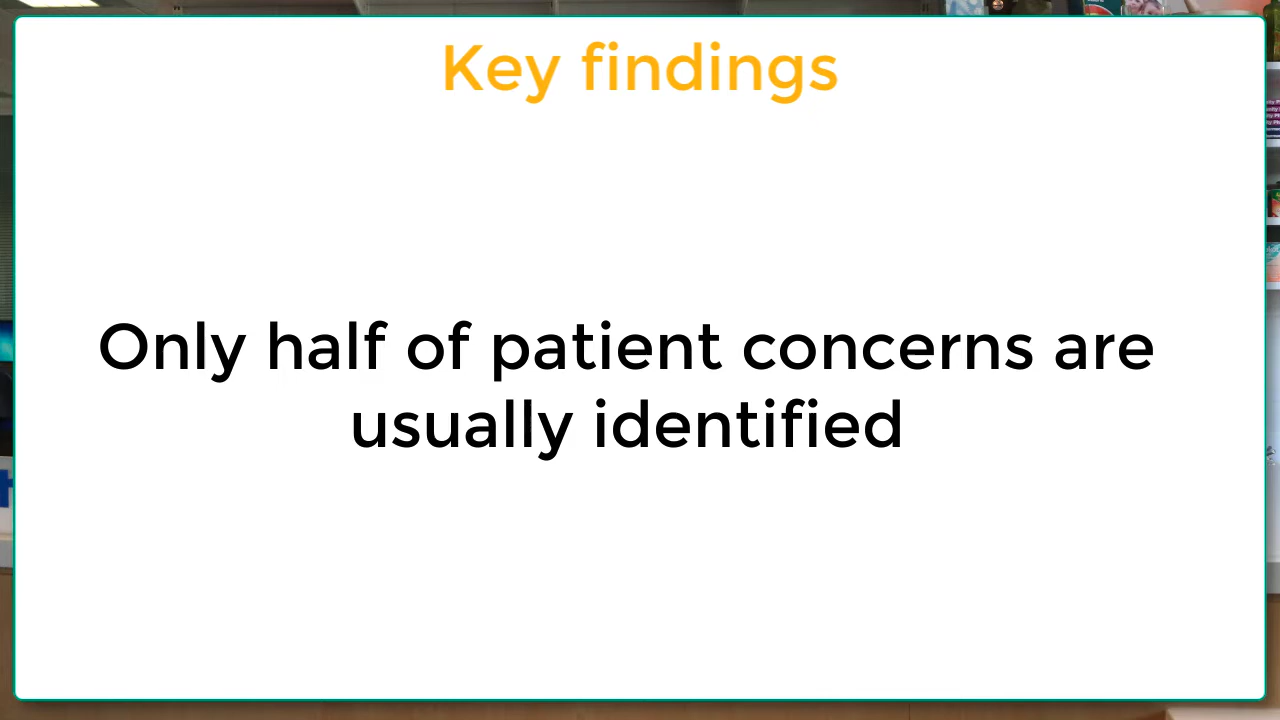 Key findings
Only half of patient concerns are
usually identified